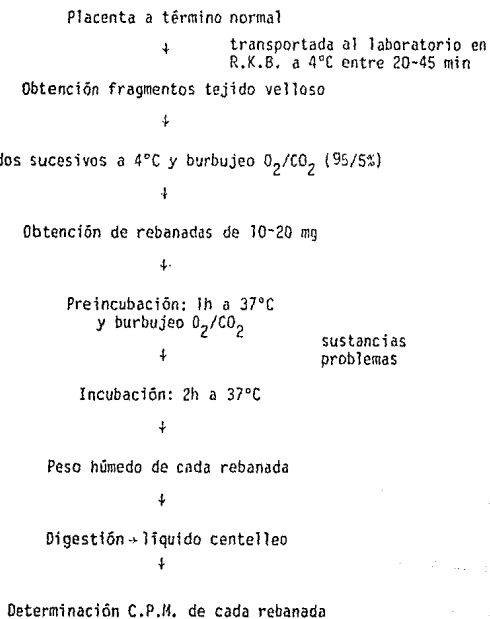 Placenta a término normal
↓ transportada al laboratorio en
R.K.B. a 4°C entre 20-45 min
Obtención fragmentos tejido velloso
↓
dos sucesivos a 4°C y burbujeo O2/CO2 (95/5%)
↓
Obtención de rebanadas de 10-20 mg
↓
Preincubación: 1h a 37°C
y burbujeo O2/CO2
sustancias
↓ problemas
Incubación: 2h a 37°C
↓
Peso húmedo de cada rebanada
↓
Digestión → líquido centelleo
↓
Determinación C.P.M. de cada rebanada